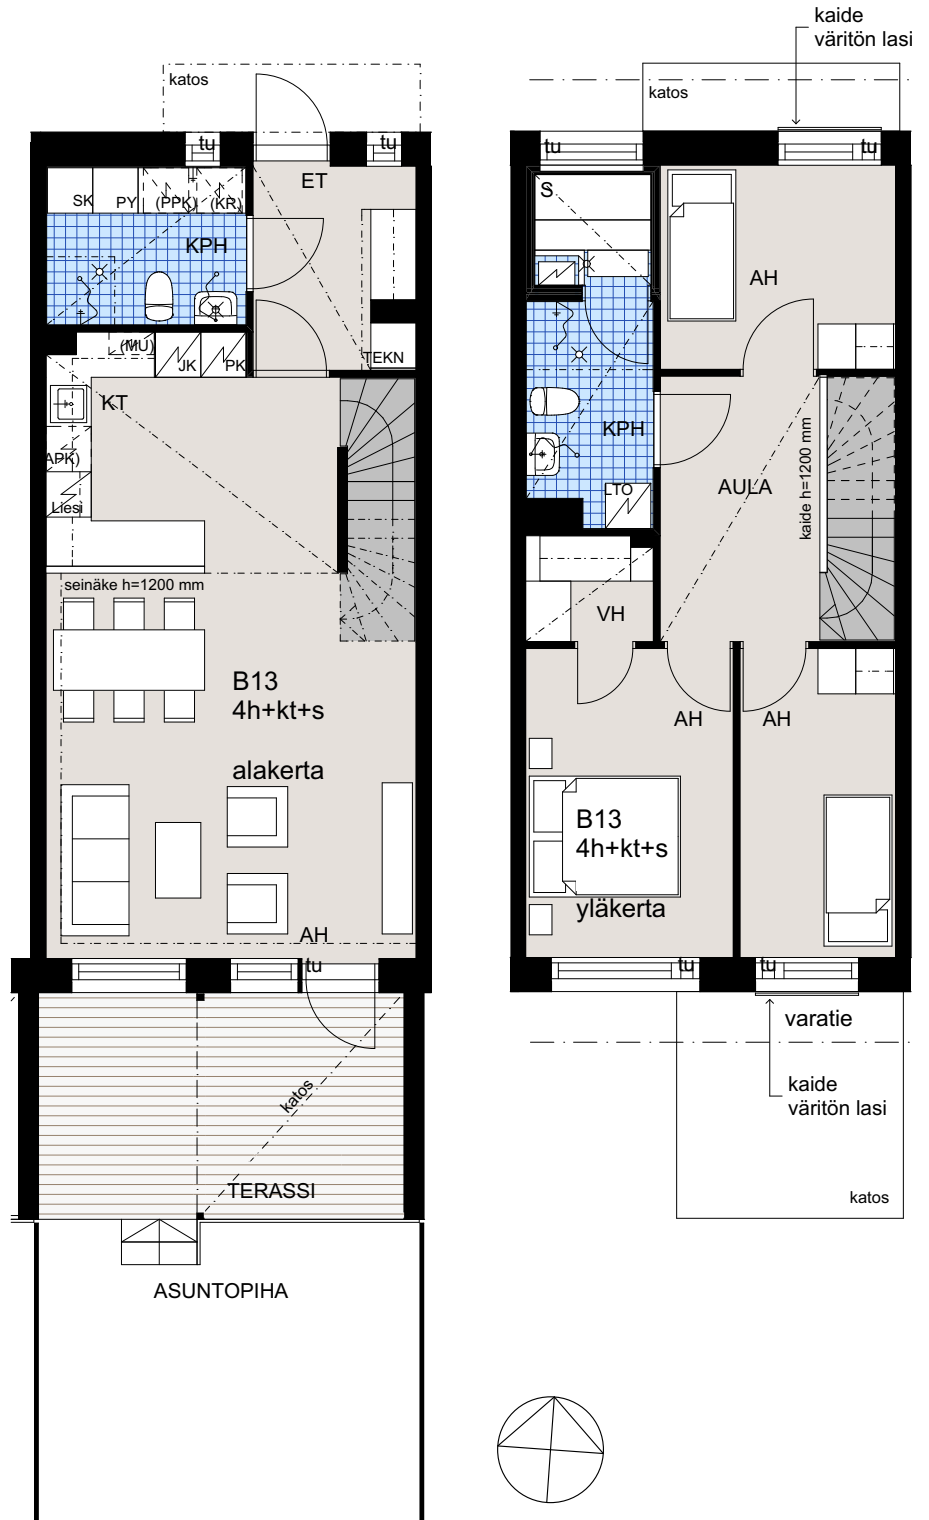 katos
tu
tu
ET
SK
PY
(PPK)
(KR)
KPH
(MU)
JK
PK
TEKN
KT
APK)
Liesi
seinäke h=1200 mm
B13
4h+kt+s
alakerta
AH
tu
katos
TERASSI
ASUNTOPIHA
kaide
väritön lasi
katos
tu
tu
S
AH
KPH
LTO
AULA
kaide h=1200 mm
VH
AH
AH
B13
4h+kt+s
yläkerta
tu
tu
varatie
kaide
väritön lasi
katos